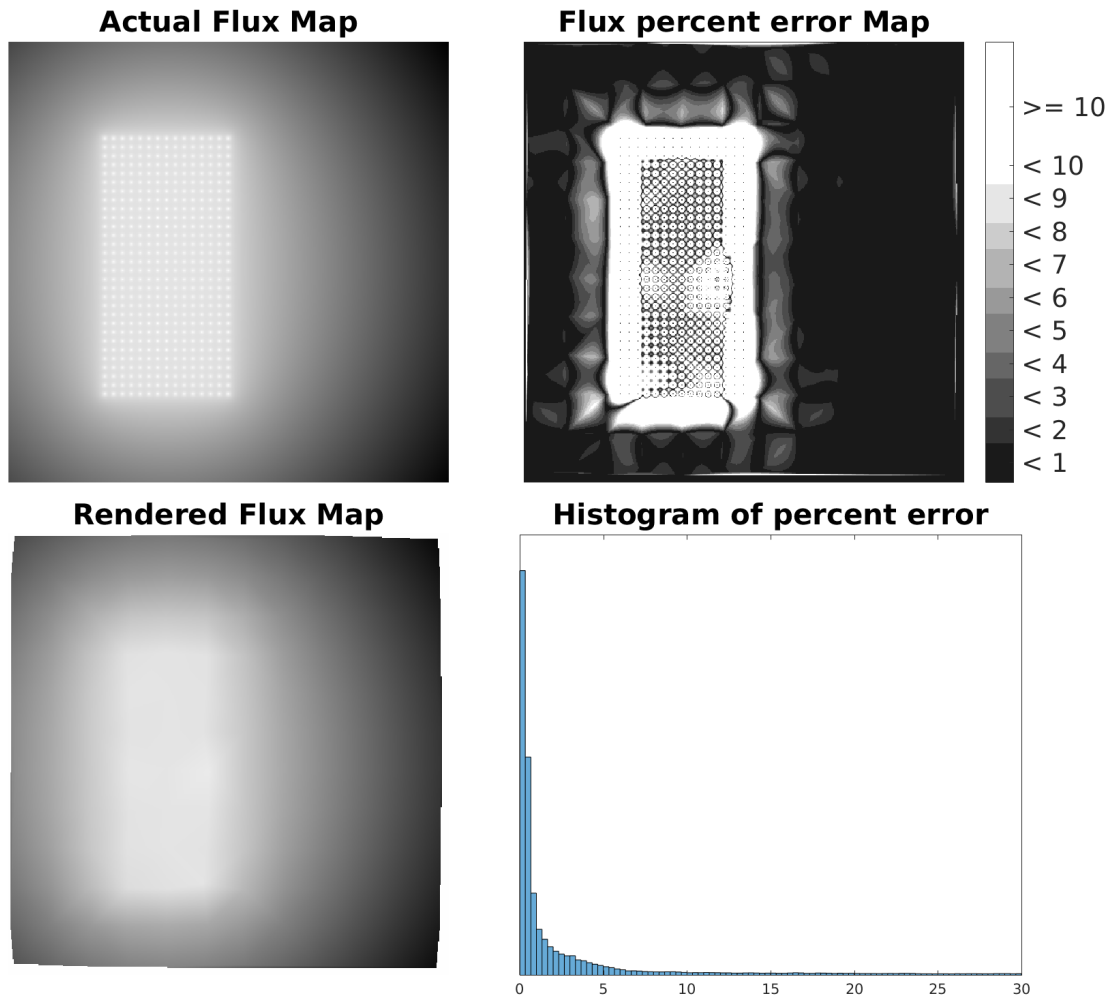 Actual Flux Map
Flux percent error Map
>= 10
< 10
< 9
< 8
< 7
< 6
< 5
< 4
< 3
< 2
< 1
Rendered Flux Map
Histogram of percent error
0 5 10 15 20 25 30